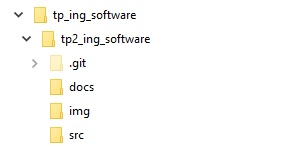 tp_ing_software
tp2_ing_software
.git
docs
img
src